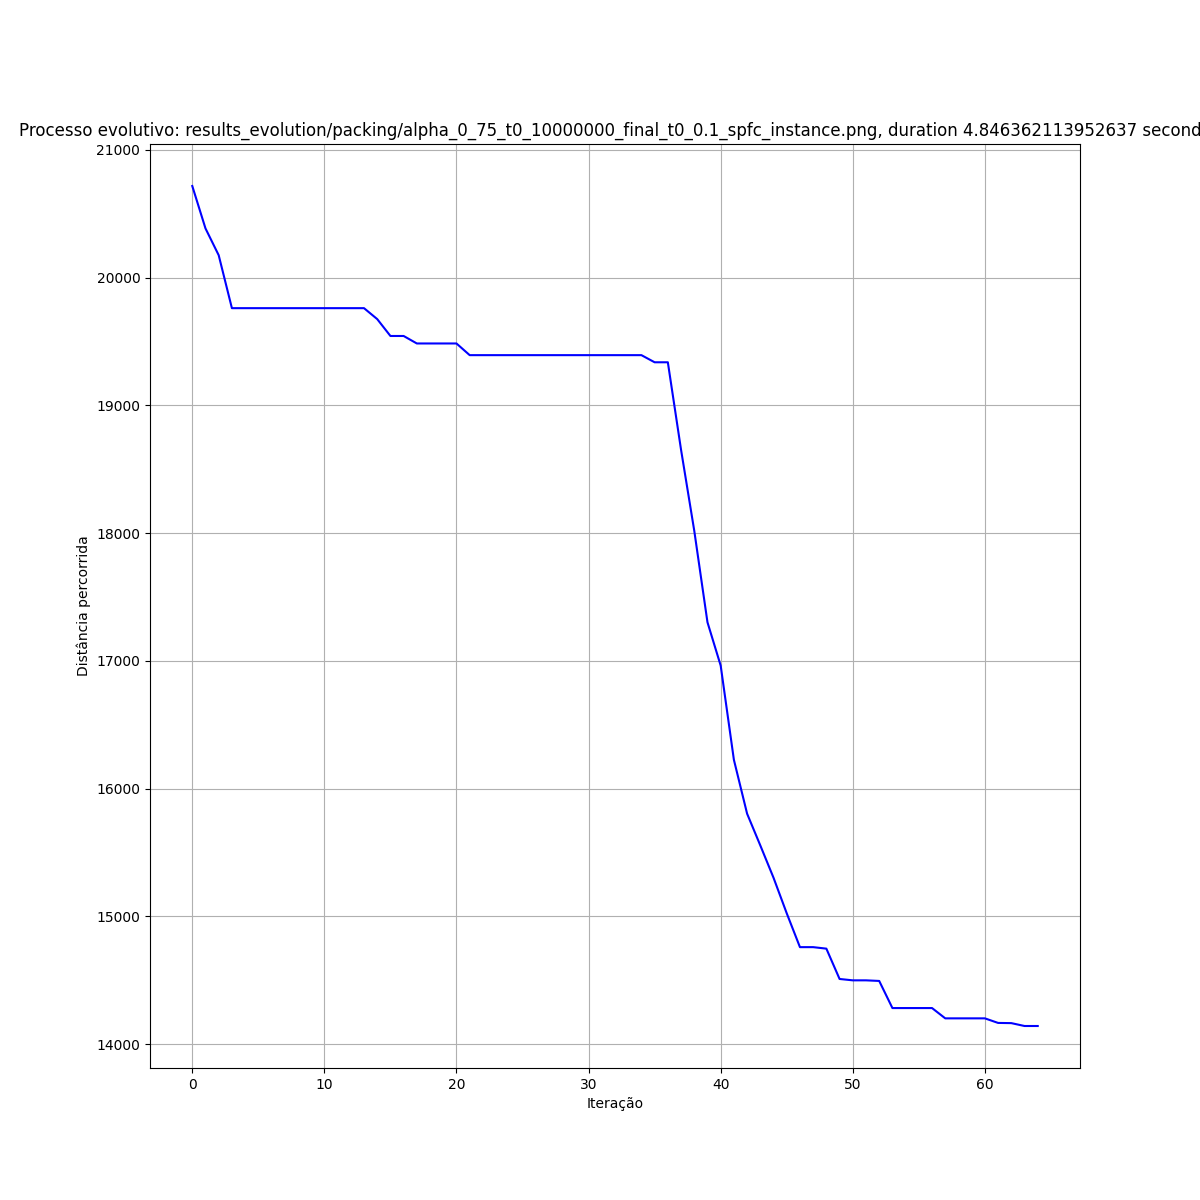 Processo evolutivo: results_evolution/packing/alpha_0_75_t0_10000000_final_t0_0.1_spfc_instance.png, duration 4.846362113952637 second
21000
20000
19000
18000
17000
16000
15000
14000
Distância percorrida
0 10 20 30 40 50 60
Iteração